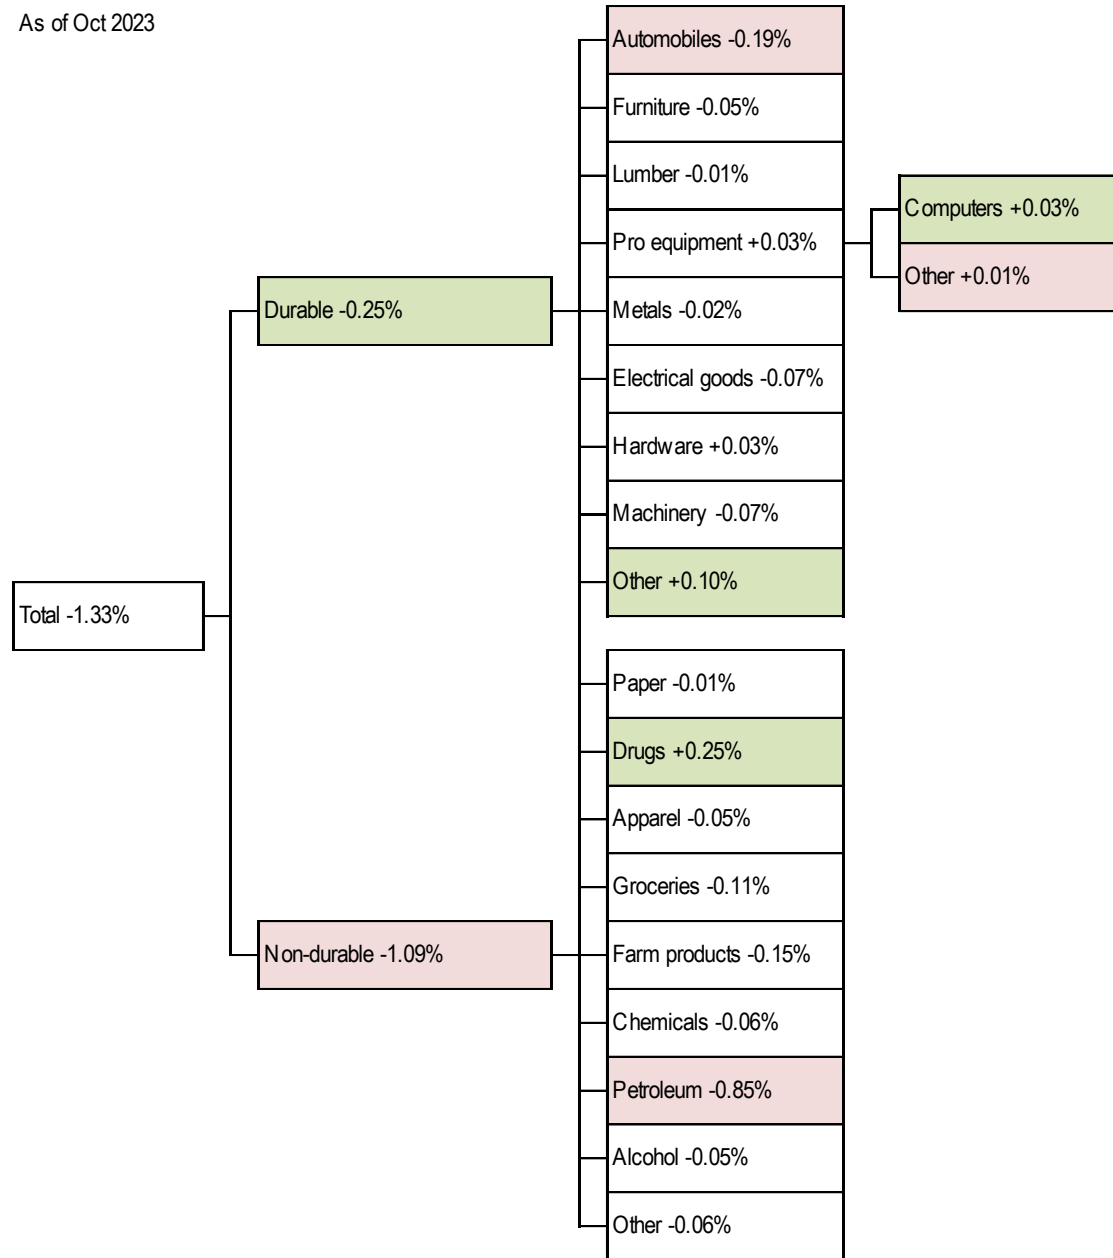 As of Oct 2023
Total -1.33%
Durable -0.25%
Automobiles -0.19%
Furniture -0.05%
Lumber -0.01%
Pro equipment +0.03%
Computers +0.03%
Other +0.01%
Metals -0.02%
Electrical goods -0.07%
Hardware +0.03%
Machinery -0.07%
Other +0.10%
Non-durable -1.09%
Paper -0.01%
Drugs +0.25%
Apparel -0.05%
Groceries -0.11%
Farm products -0.15%
Chemicals -0.06%
Petroleum -0.85%
Alcohol -0.05%
Other -0.06%